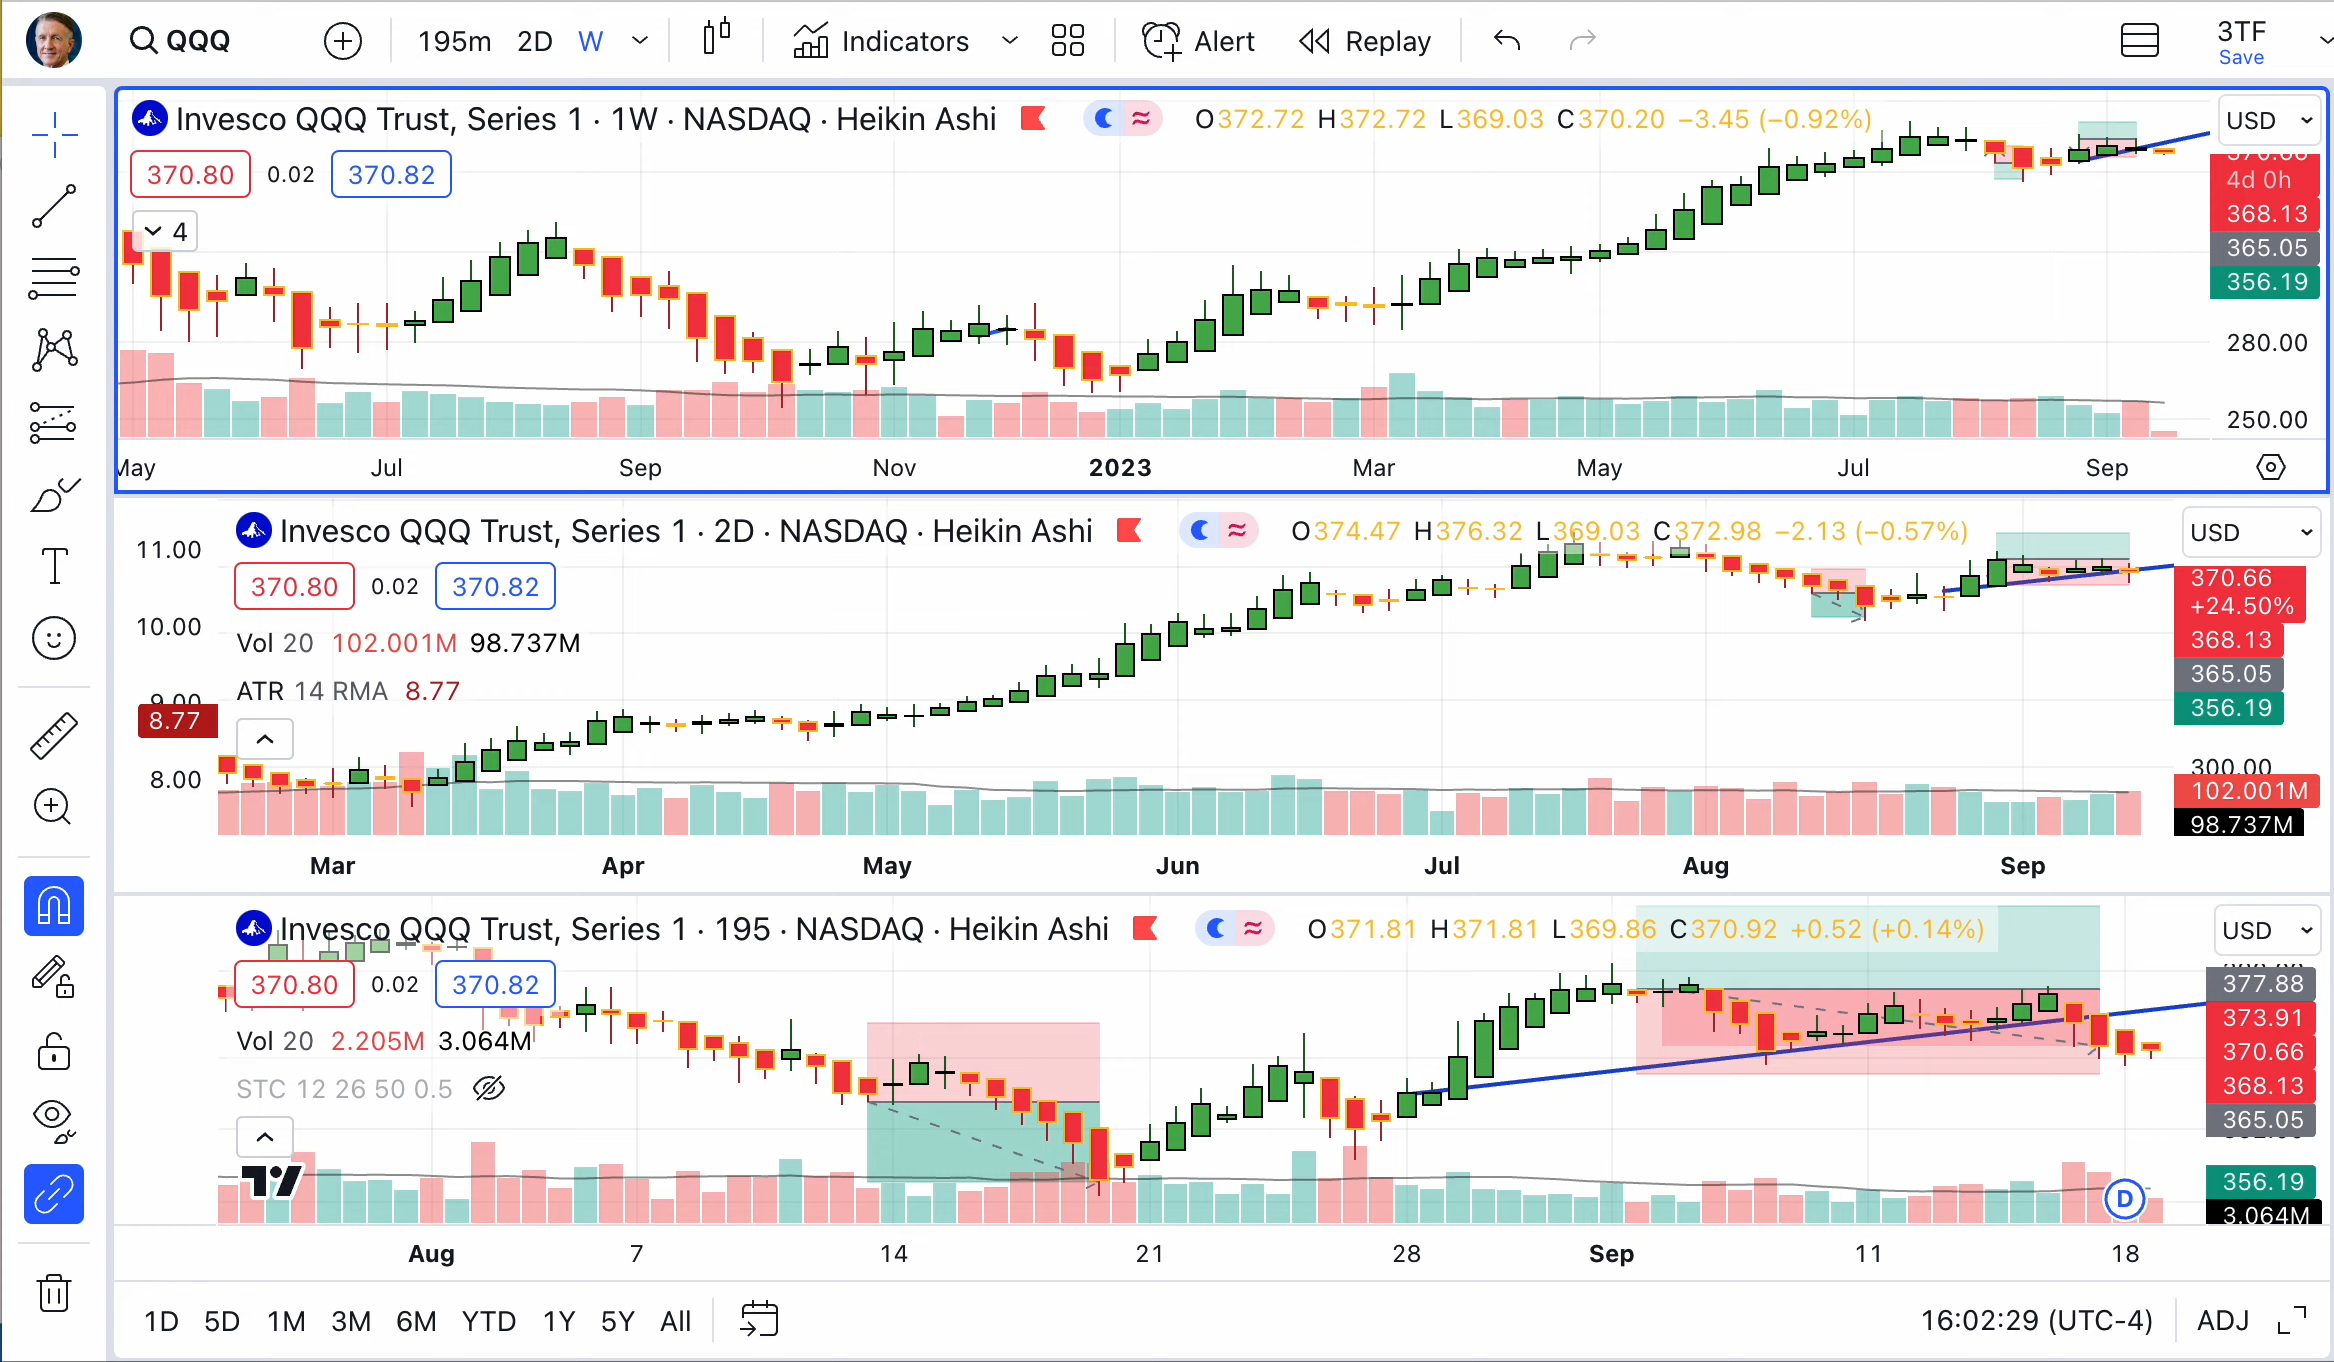 QQQ 195m 2D W Indicators Alert Replay 3TF
Save
Invesco QQQ Trust, Series 1 · 1W · NASDAQ · Heikin Ashi O372.72 H372.72 L369.03 C370.20 −3.45 (−0.92%) USD
370.80 0.02 370.82
4
4d 0h
368.13
365.05
356.19
280.00
250.00
May Jul Sep Nov 2023 Mar May Jul Sep
Invesco QQQ Trust, Series 1 · 2D · NASDAQ · Heikin Ashi O374.47 H376.32 L369.03 C372.98 −2.13 (−0.57%) USD
11.00
370.80 0.02 370.82
370.66
+24.50%
10.00
Vol 20 102.001M 98.737M
368.13
365.05
ATR 14 RMA 8.77
9.00
356.19
8.77
8.00
300.00
102.001M
98.737M
Mar Apr May Jun Jul Aug Sep
Invesco QQQ Trust, Series 1 · 195 · NASDAQ · Heikin Ashi O371.81 H371.81 L369.86 C370.92 +0.52 (+0.14%) USD
370.80 0.02 370.82
377.88
373.91
Vol 20 2.205M 3.064M
370.66
STC 12 26 50 0.5
368.13
365.05
356.19
D
3.064M
Aug 7 14 21 28 Sep 11 18
1D 5D 1M 3M 6M YTD 1Y 5Y All 16:02:29 (UTC-4) ADJ